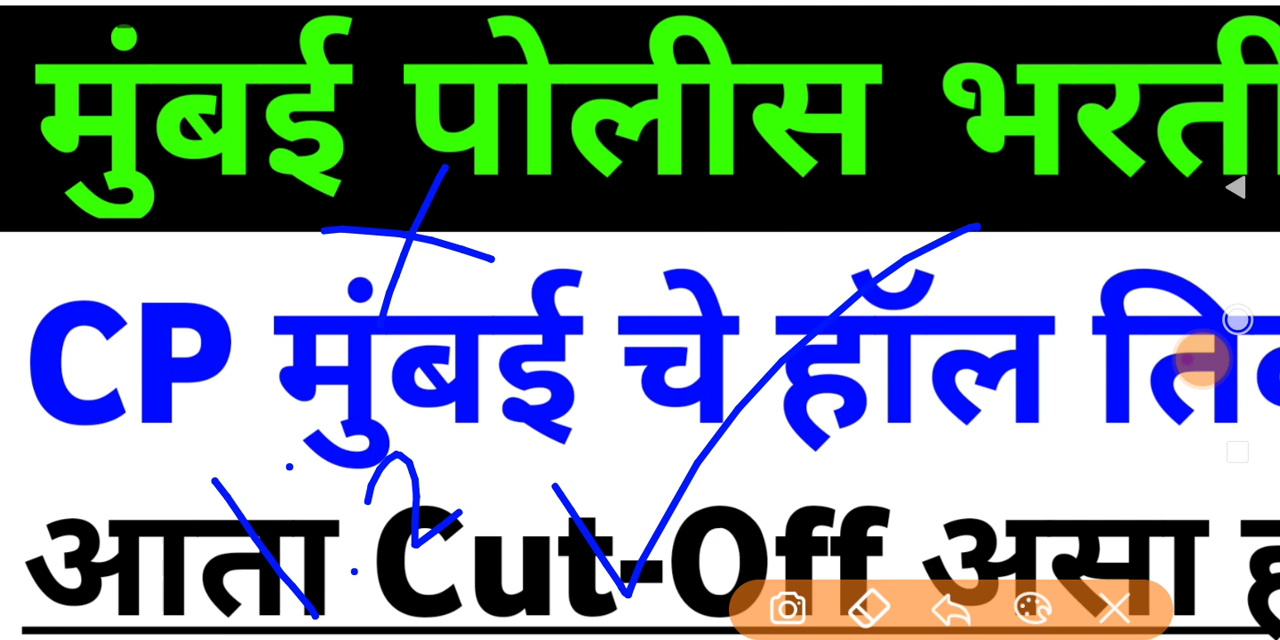 मुंबई पोलीस भरती
CP मुंबई चे हॉल
आता Cut-Off असा